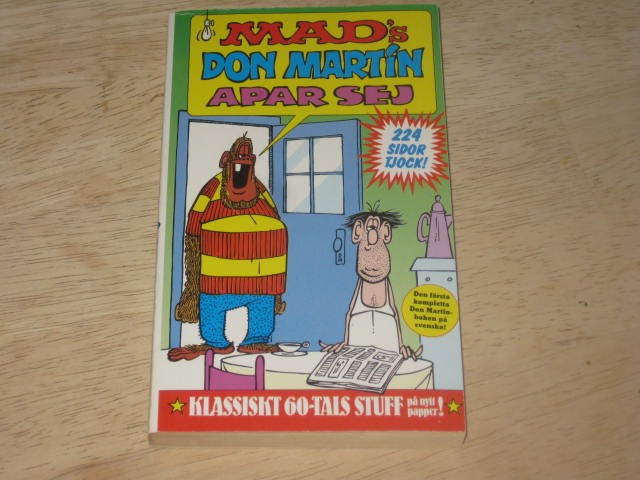 MAD's
DON MARTIN
APAR SEJ
224
SIDOR
TJOCK!
Den första
kompletta
Don Martin-
boken på
svenska!
KLASSISKT 60-TALS STUFF på nytt
papper!